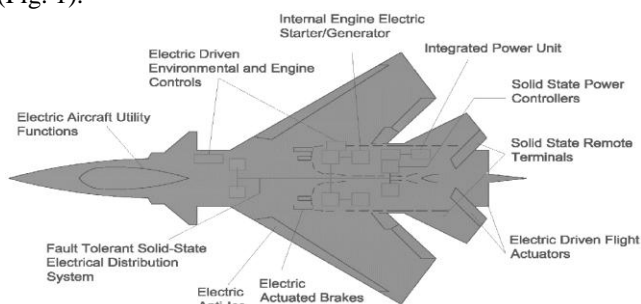 (Fig. 1).
Internal Engine Electric
Starter/Generator
Integrated Power Unit
Electric Driven
Environmental and Engine
Controls
Solid State Power
Controllers
Electric Aircraft Utility
Functions
Solid State Remote
Terminals
Fault Tolerant Solid-State
Electrical Distribution
System
Electric
Electric
Actuated Brakes
Electric Driven Flight
Actuators